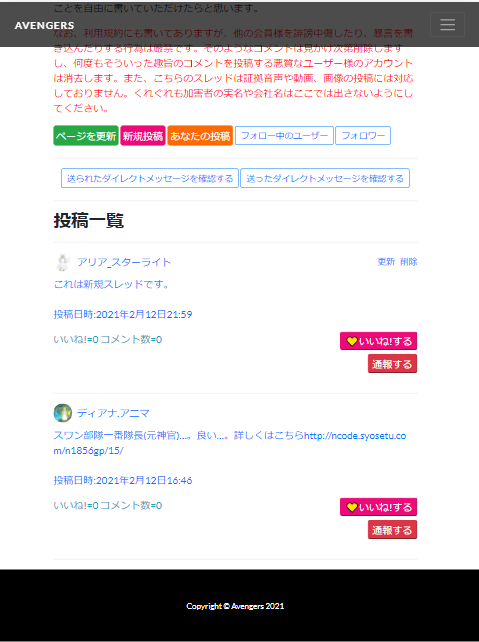 ことを自由に書いていただけたらと思います。
AVENGERS
なお、利用規約にも書いてありますが、他の会員様を誹謗中傷したり、暴言を書
き込んだりする行為は厳禁です。そのようなコメントは見かけ次第削除します
し、何度もそういった趣旨のコメントを投稿する悪質なユーザー様のアカウント
は消去します。また、こちらのスレッドは証拠音声や動画、画像の投稿には対応
しておりません。くれぐれも加害者の実名や会社名はここでは出さないようにし
てください。
ページを更新 新規投稿 あなたの投稿 フォロー中のユーザー フォロワー
送られたダイレクトメッセージを確認する 送ったダイレクトメッセージを確認する
投稿一覧
アリア_スターライト 更新 削除
これは新規スレッドです。
投稿日時:2021年2月12日21:59
いいね!=0 コメント数=0 いいね!する
通報する
ディアナ.アニマ
スワン部隊一番隊長(元神官)...。良い...。詳しくはこちらhttp://ncode.syosetu.co
m/n1856gp/15/
投稿日時:2021年2月12日16:46
いいね!=0 コメント数=0 いいね!する
通報する
Copyright © Avengers 2021